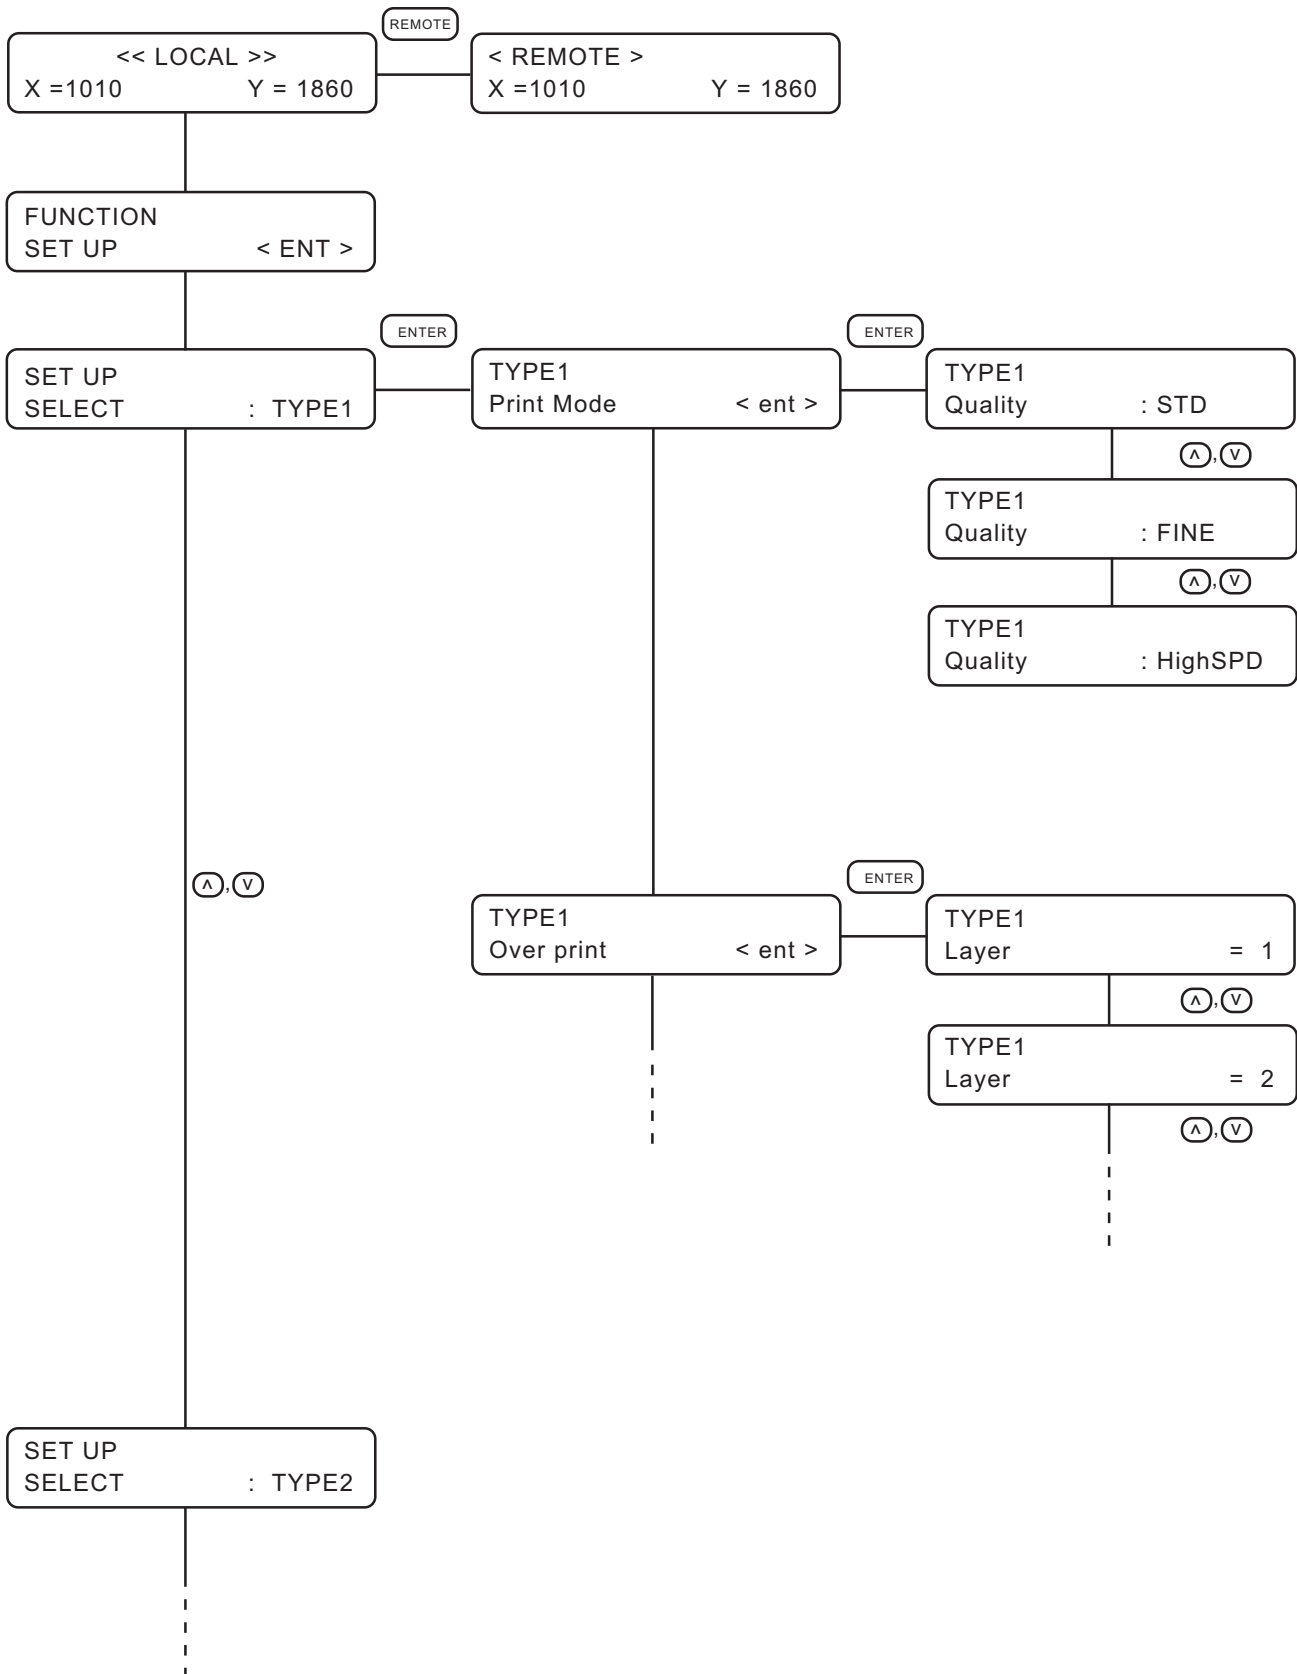 REMOTE
<< LOCAL >>
X =1010 Y = 1860
< REMOTE >
X =1010 Y = 1860
FUNCTION
SET UP < ENT >
SET UP
SELECT : TYPE1
ENTER
TYPE1
Print Mode < ent >
ENTER
TYPE1
Quality : STD
^ , v
TYPE1
Quality : FINE
^ , v
TYPE1
Quality : HighSPD
^ , v
TYPE1
Over print < ent >
ENTER
TYPE1
Layer = 1
^ , v
TYPE1
Layer = 2
^ , v
SET UP
SELECT : TYPE2